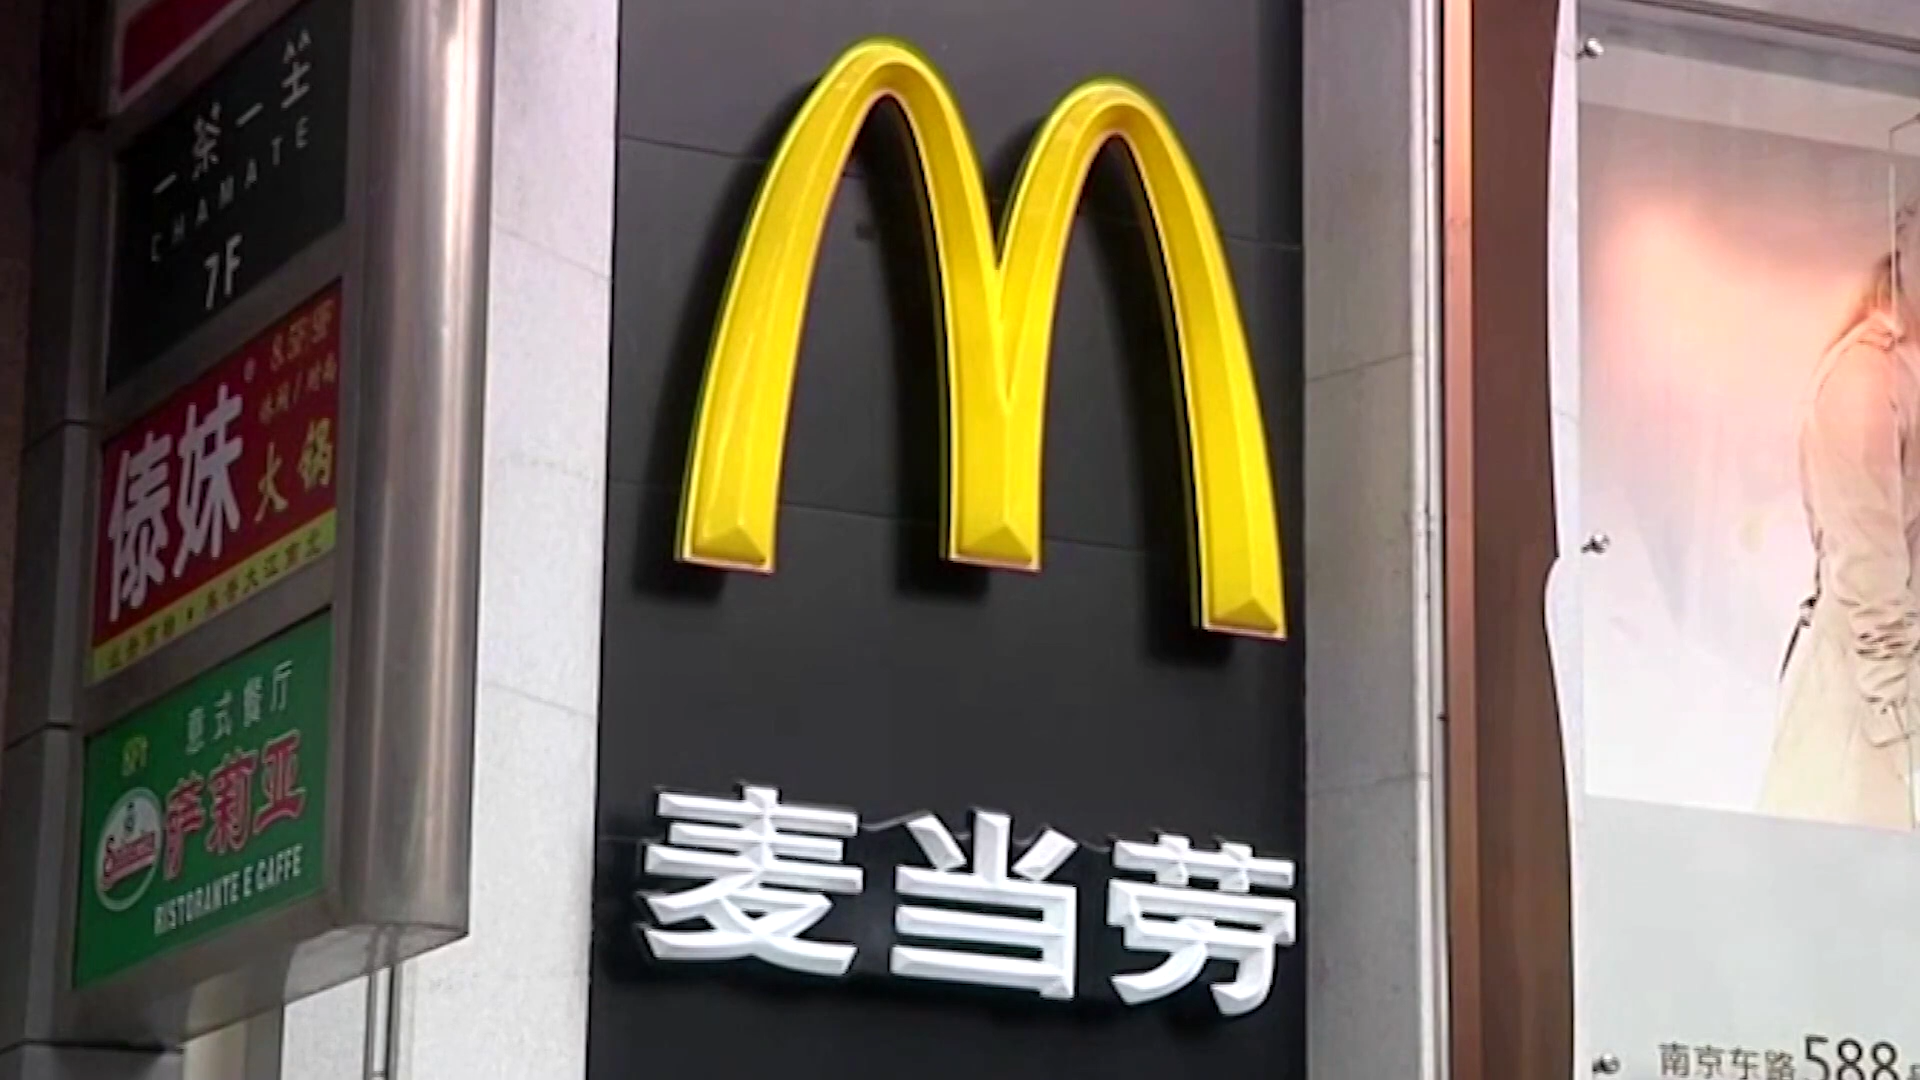 一茶一坐
CHAMATE
7F
傣妹
火锅
意式餐厅
萨莉亚
RISTORANTE E CAFFE
麦当劳
南京东路588